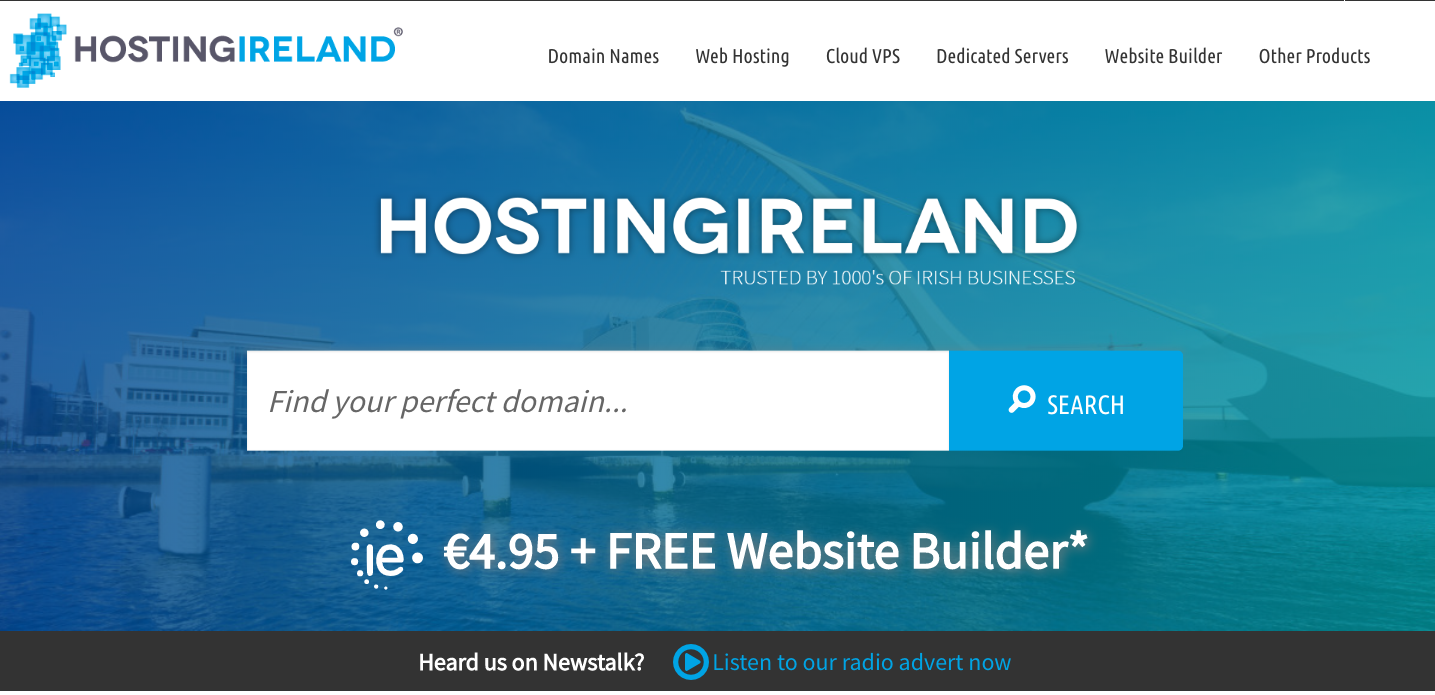 HOSTINGIRELAND®
Domain Names Web Hosting Cloud VPS Dedicated Servers Website Builder Other Products
HOSTINGIRELAND
TRUSTED BY 1000's OF IRISH BUSINESSES
Find your perfect domain...
SEARCH
ie €4.95 + FREE Website Builder*
Heard us on Newstalk? Listen to our radio advert now